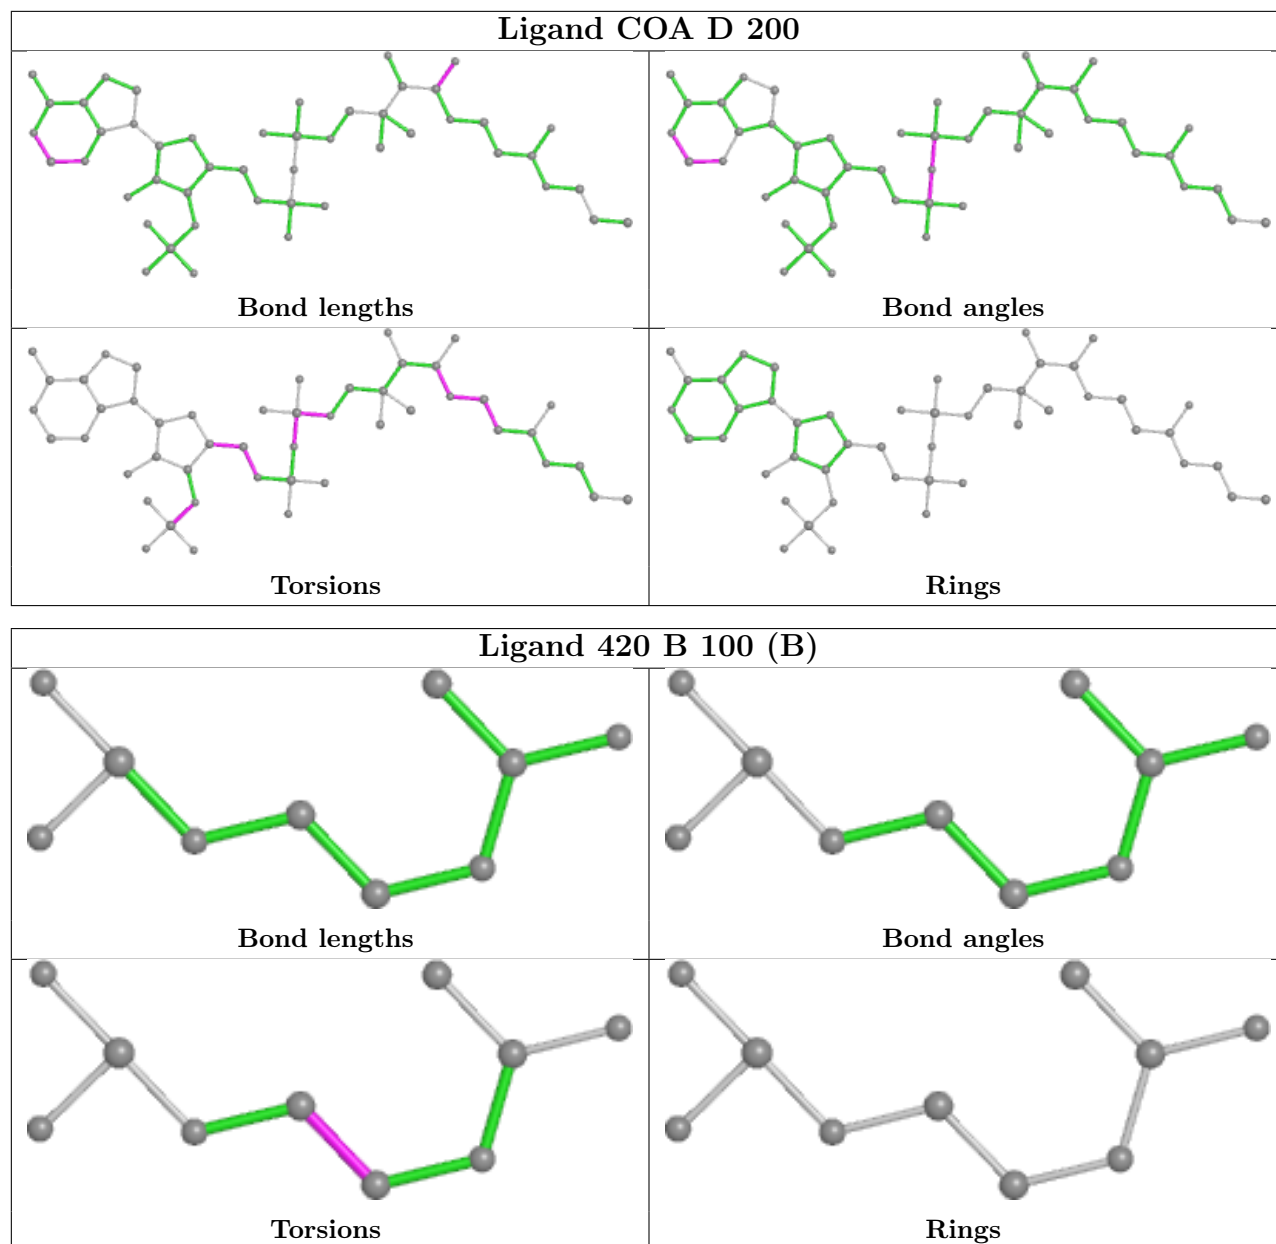 Ligand COA D 200
Bond lengths
Bond angles
Torsions
Rings
Ligand 420 B 100 (B)
Bond lengths
Bond angles
Torsions
Rings